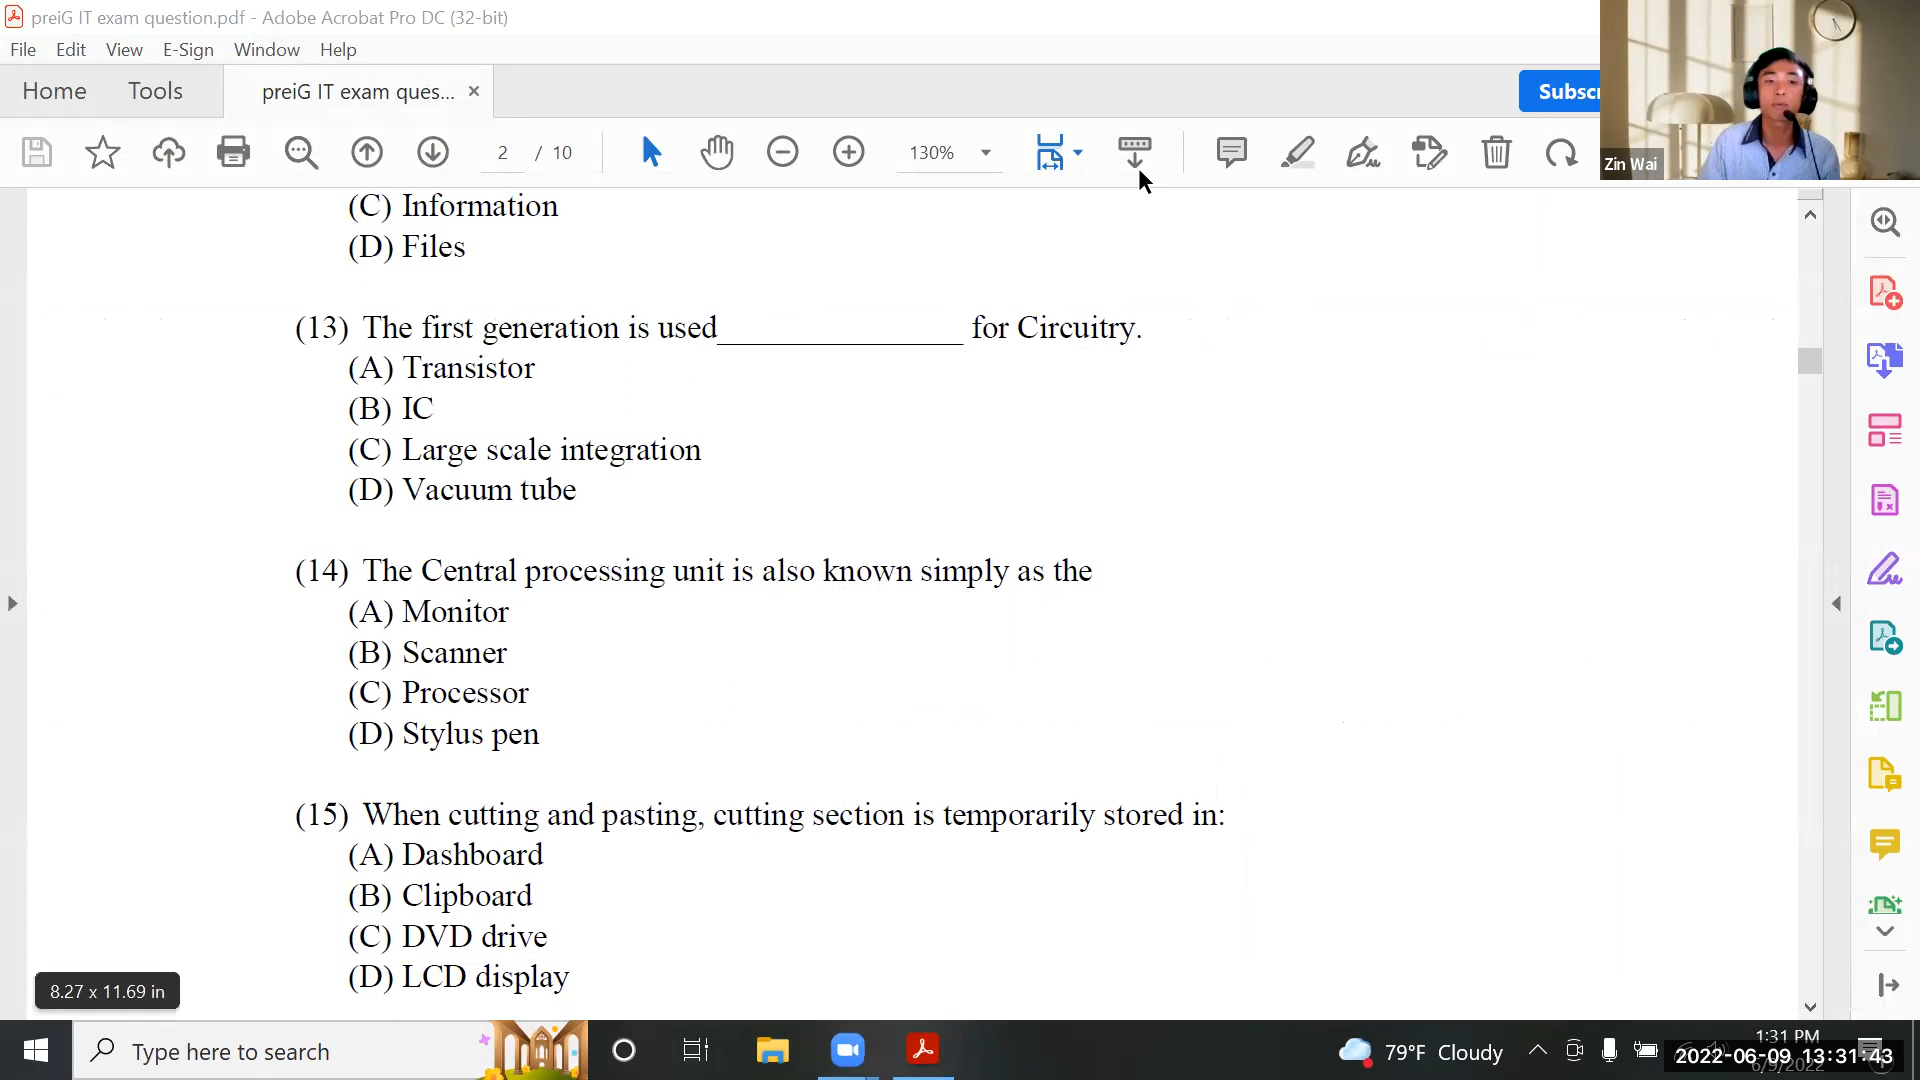 preiG IT exam question.pdf - Adobe Acrobat Pro DC (32-bit)
File Edit View E-Sign Window Help
Home Tools preiG IT exam ques... ×
Subsc
2 / 10 130%
Zin Wai
(C) Information
(D) Files
(13) The first generation is used______________ for Circuitry.
(A) Transistor
(B) IC
(C) Large scale integration
(D) Vacuum tube
(14) The Central processing unit is also known simply as the
(A) Monitor
(B) Scanner
(C) Processor
(D) Stylus pen
(15) When cutting and pasting, cutting section is temporarily stored in:
(A) Dashboard
(B) Clipboard
(C) DVD drive
(D) LCD display
8.27 x 11.69 in
Type here to search
79°F Cloudy
1:31 PM
2022-06-09 13:31:43
6/9/2022